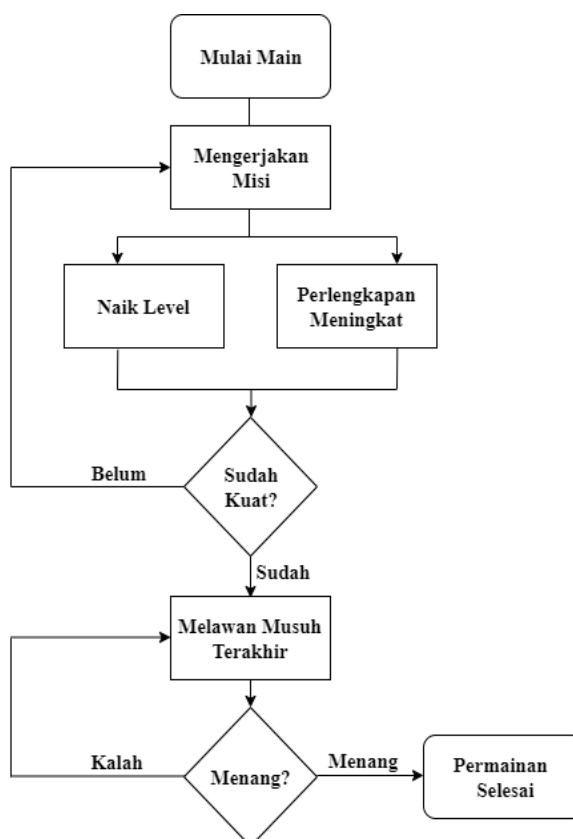 Mulai Main
Mengerjakan
Misi
Naik Level
Perlengkapan
Meningkat
Belum
Sudah
Kuat?
Sudah
Melawan Musuh
Terakhir
Kalah
Menang?
Menang
Permainan
Selesai